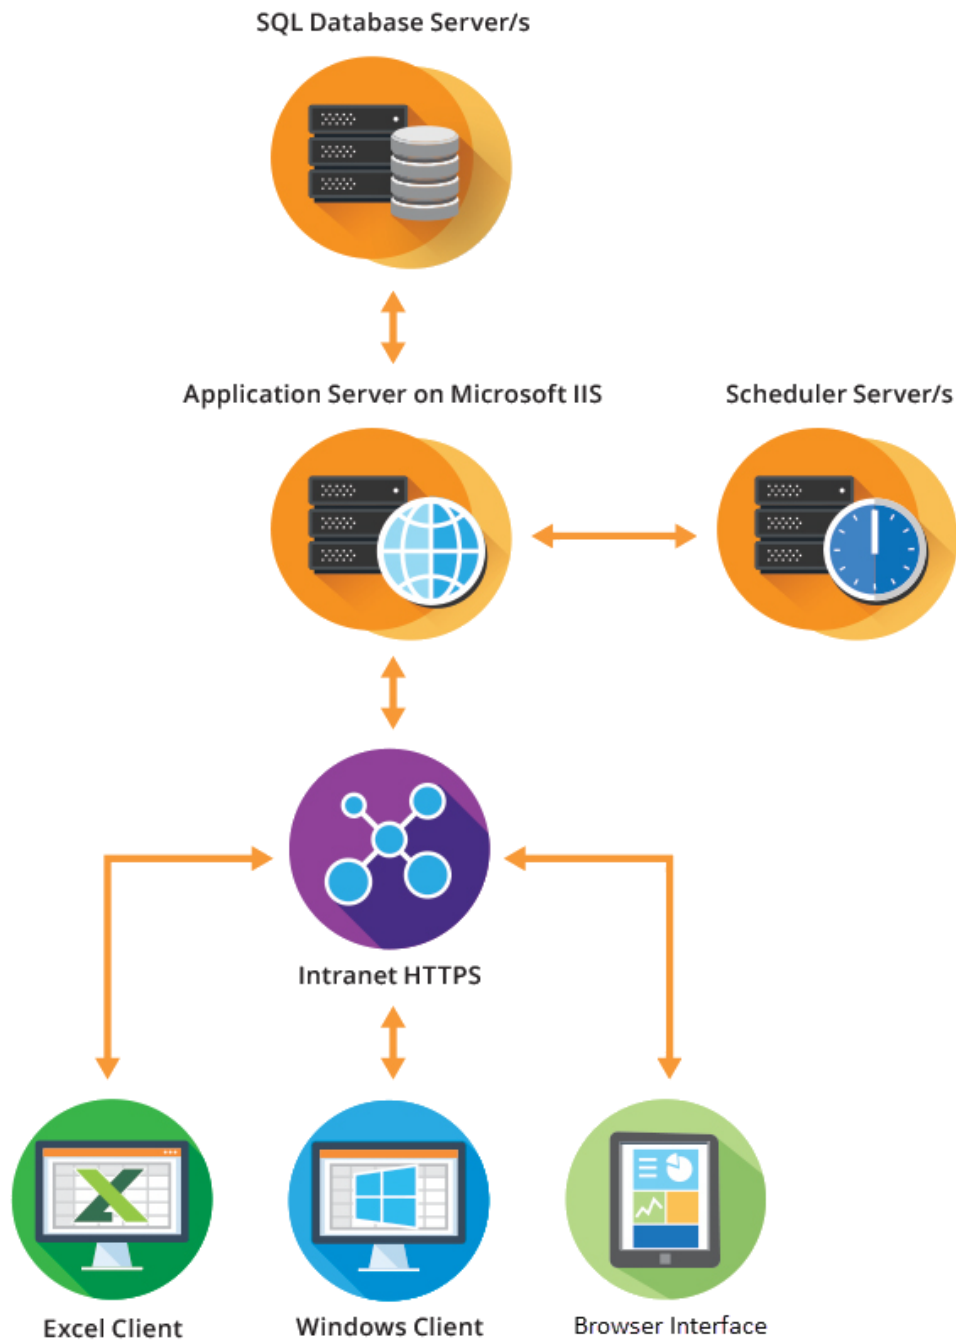 SQL Database Server/s
Application Server on Microsoft IIS
Scheduler Server/s
Intranet HTTPS
Excel Client
Windows Client
Browser Interface